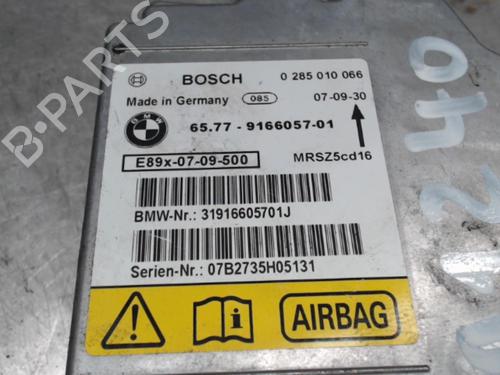 B-PARTS
BOSCH 0 285 010 066
Made in Germany 085 07-09-30
65.77 - 9166057-01
E89x-07-09-500 MRSZ5cd16
BMW-Nr.: 31916605701J
Serien-Nr.: 07B2735H05131
AIRBAG
240